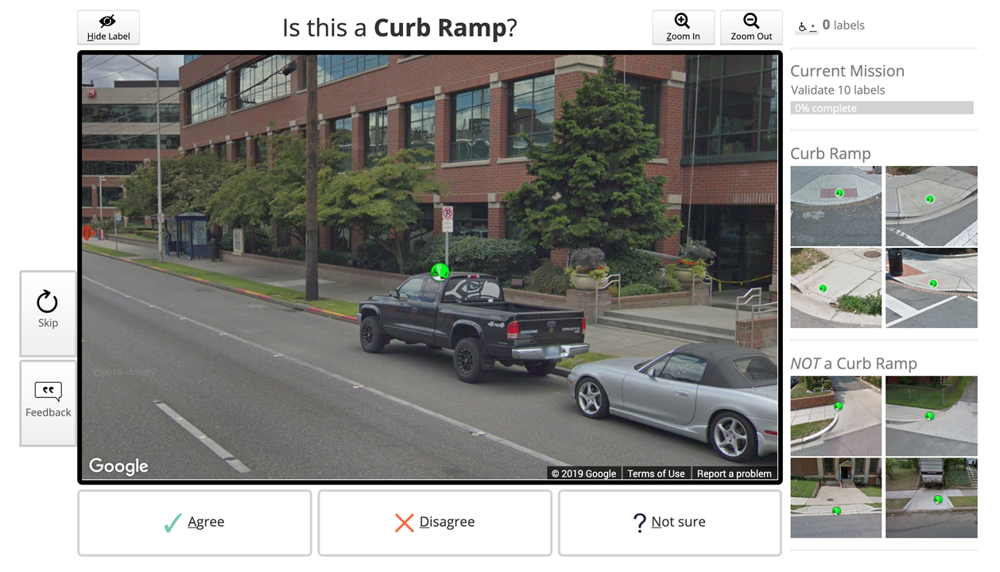 Hide Label
Is this a Curb Ramp?
Zoom In
Zoom Out
0 labels
Current Mission
Validate 10 labels
0% complete
Curb Ramp
NOT a Curb Ramp
Skip
Feedback
P
4x4
DODGE
DAKOTA
©2018 Google
Google
© 2019 Google
Terms of Use
Report a problem
Agree
Disagree
? Not sure